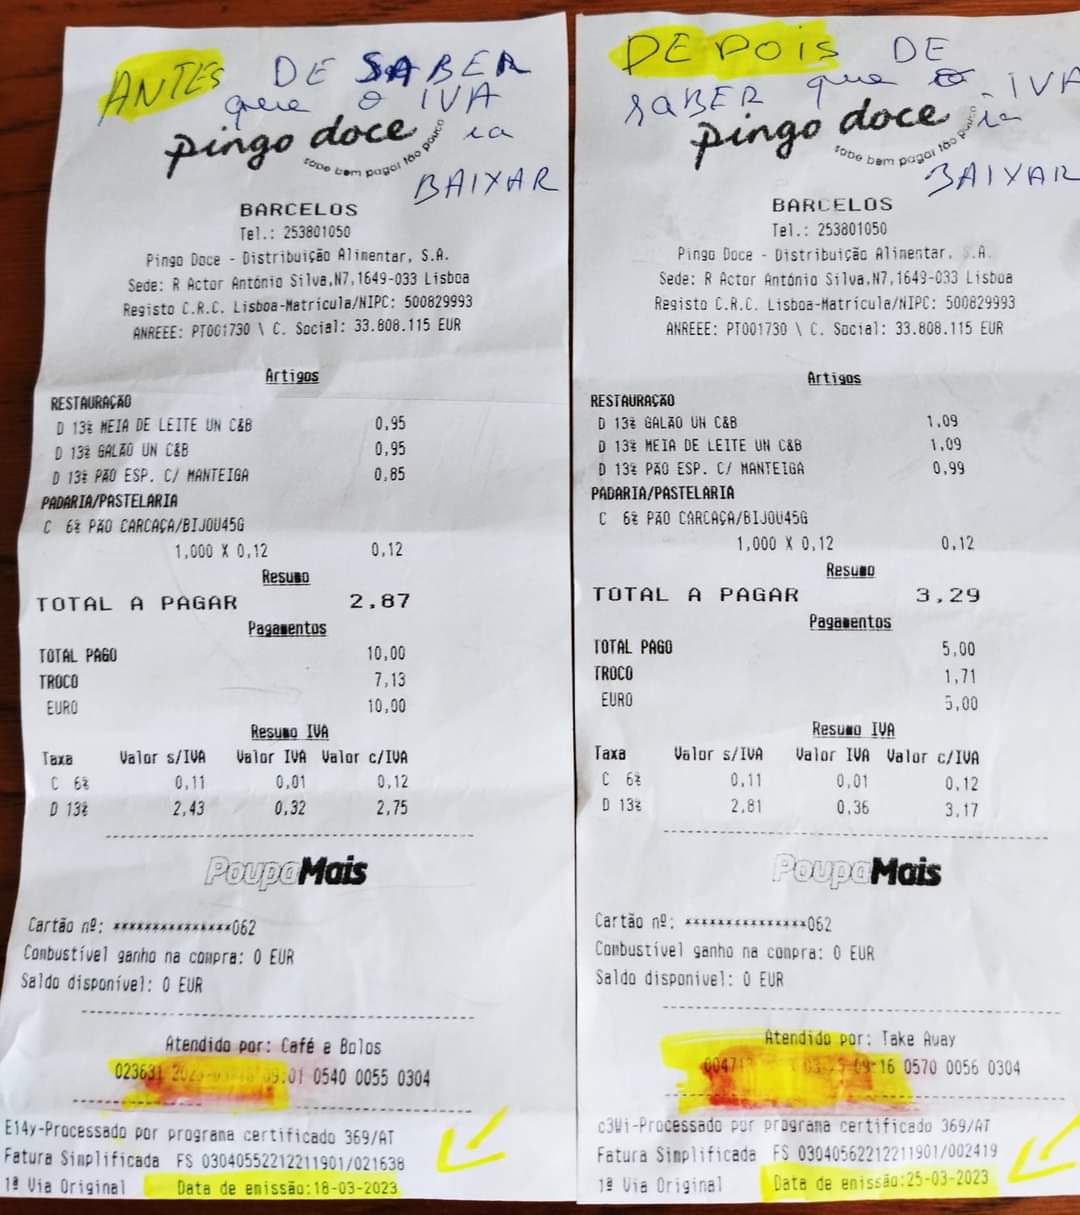 ANTES DE SABER
que o IVA
ia
BAIXAR
pingo doce
sabe bem pagar tão pouco
BARCELOS
Tel.: 253801050
Pingo Doce - Distribuição Alimentar, S.A.
Sede: R Actor António Silva,N7,1649-033 Lisboa
Registo C.R.C. Lisboa-Matrícula/NIPC: 500829993
ANREEE: PT001730 \ C. Social: 33.808.115 EUR
Artigos
RESTAURAÇÃO
D 13% MEIA DE LEITE UN C&B 0,95
D 13% GALÃO UN C&B 0,95
D 13% PÃO ESP. C/ MANTEIGA 0,85
PADARIA/PASTELARIA
C 6% PÃO CARCAÇA/BIJOU45G
1,000 X 0,12 0,12
Resumo
TOTAL A PAGAR 2,87
Pagamentos
TOTAL PAGO 10,00
TROCO 7,13
EURO 10,00
Resumo IVA
Taxa Valor s/IVA Valor IVA Valor c/IVA
C 6% 0,11 0,01 0,12
D 13% 2,43 0,32 2,75
PoupaMais
Cartão nº: ***************062
Combustível ganho na compra: 0 EUR
Saldo disponível: 0 EUR
Atendido por: Café e Bolos
023631 09:01 0540 0055 0304
E14y-Processado por programa certificado 369/AT
Fatura Simplificada FS 03040552212211901/021638
1ª Via Original Data de emissão:18-03-2023
DEPOIS DE
SABER que o IVA
ia
BAIXAR
pingo doce
sabe bem pagar tão pouco
BARCELOS
Tel.: 253801050
Pingo Doce - Distribuição Alimentar, S.A.
Sede: R Actor António Silva,N7,1649-033 Lisboa
Registo C.R.C. Lisboa-Matrícula/NIPC: 500829993
ANREEE: PT001730 \ C. Social: 33.808.115 EUR
Artigos
RESTAURAÇÃO
D 13% GALÃO UN C&B 1,09
D 13% MEIA DE LEITE UN C&B 1,09
D 13% PÃO ESP. C/ MANTEIGA 0,99
PADARIA/PASTELARIA
C 6% PÃO CARCAÇA/BIJOU45G
1,000 X 0,12 0,12
Resumo
TOTAL A PAGAR 3,29
Pagamentos
TOTAL PAGO 5,00
TROCO 1,71
EURO 5,00
Resumo IVA
Taxa Valor s/IVA Valor IVA Valor c/IVA
C 6% 0,11 0,01 0,12
D 13% 2,81 0,36 3,17
PoupaMais
Cartão nº: ***************062
Combustível ganho na compra: 0 EUR
Saldo disponível: 0 EUR
Atendido por: Take Away
09:16 0570 0056 0304
c3Wi-Processado por programa certificado 369/AT
Fatura Simplificada FS 03040562212211901/002419
1ª Via Original Data de emissão:25-03-2023